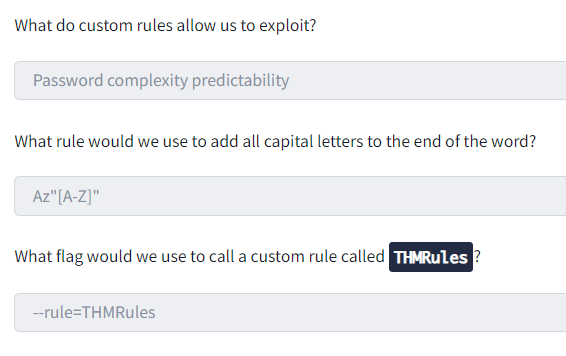 What do custom rules allow us to exploit?
Password complexity predictability
What rule would we use to add all capital letters to the end of the word?
Az"[A-Z]"
What flag would we use to call a custom rule called THMRules ?
--rule=THMRules